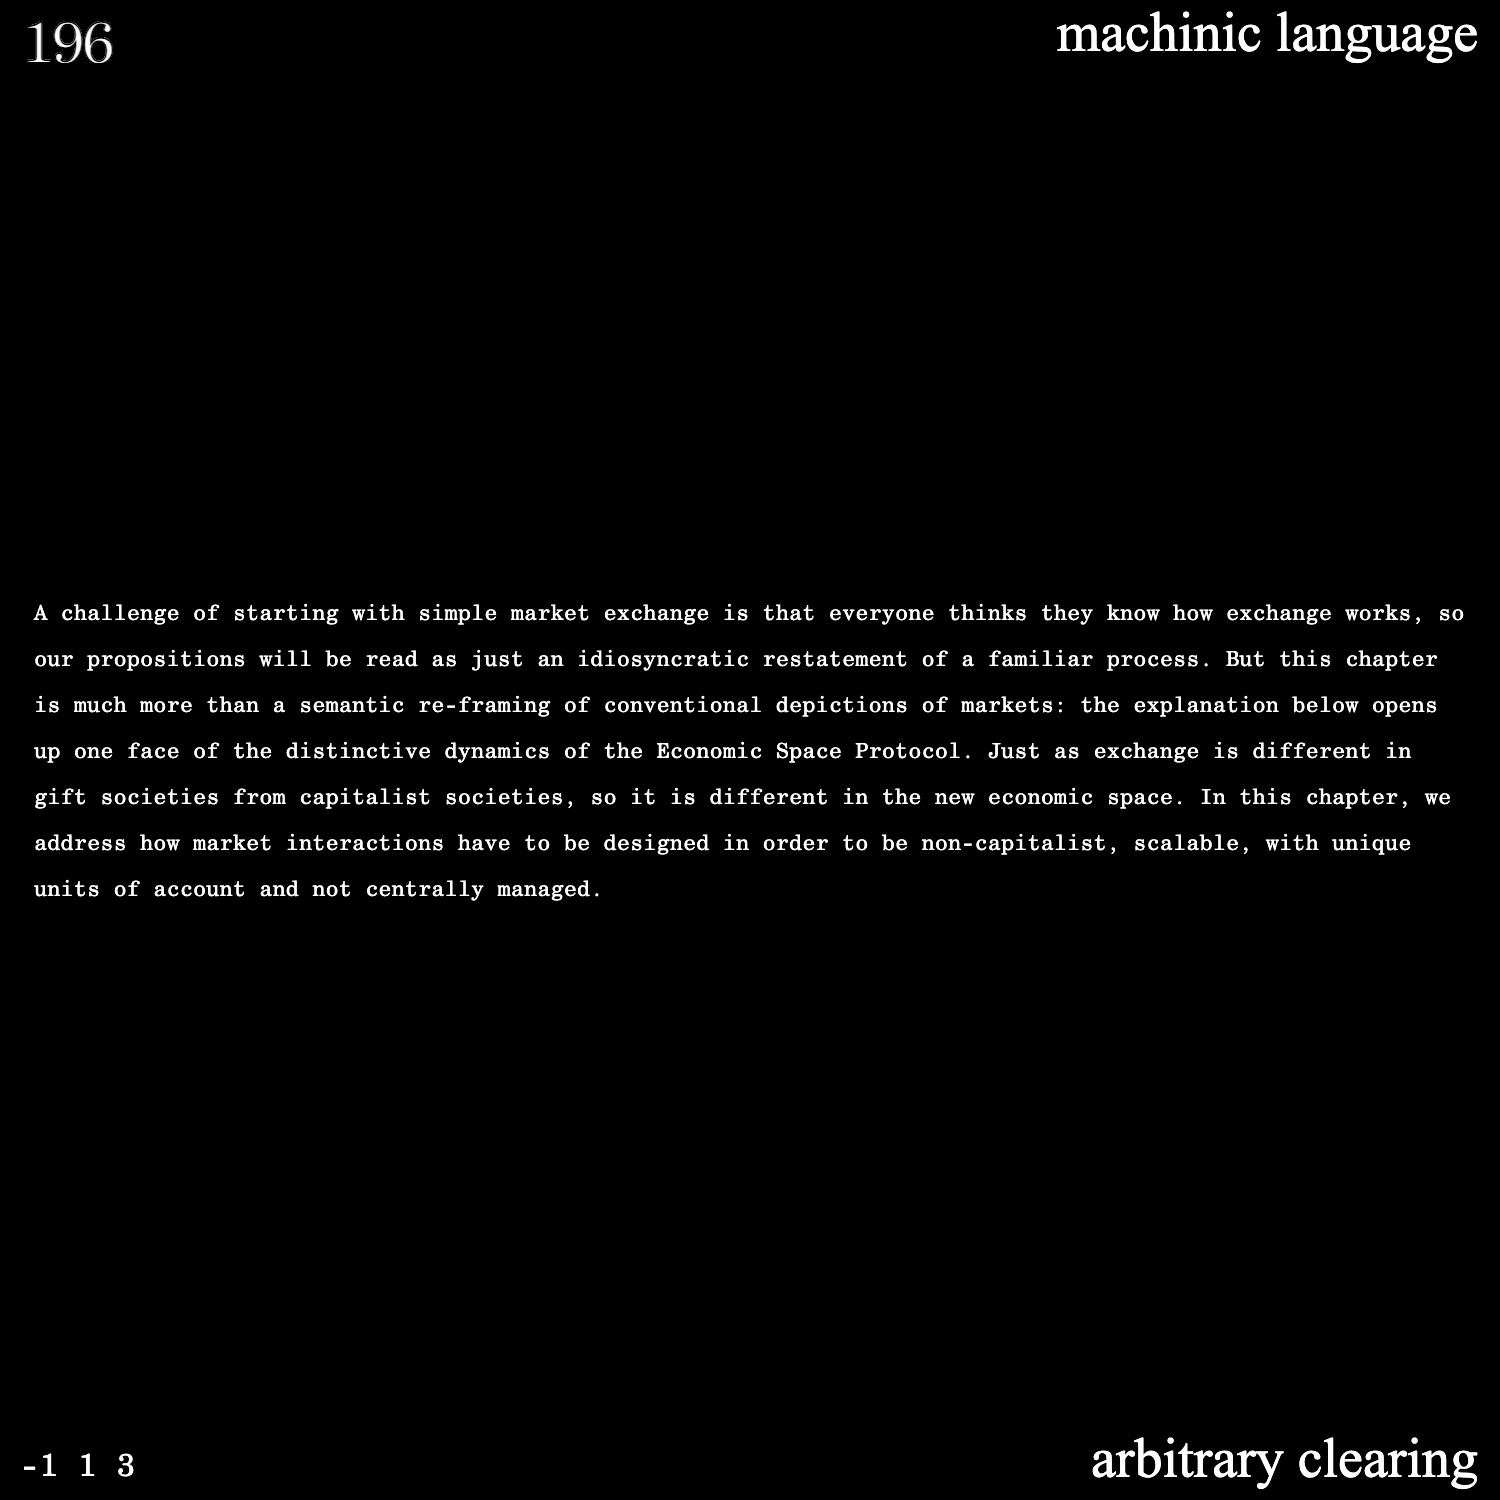 196
machinic language
A challenge of starting with simple market exchange is that everyone thinks they know how exchange works, so
our propositions will be read as just an idiosyncratic restatement of a familiar process. But this chapter
is much more than a semantic re-framing of conventional depictions of markets: the explanation below opens
up one face of the distinctive dynamics of the Economic Space Protocol. Just as exchange is different in
gift societies from capitalist societies, so it is different in the new economic space. In this chapter, we
address how market interactions have to be designed in order to be non-capitalist, scalable, with unique
units of account and not centrally managed.
-1 1 3
arbitrary clearing